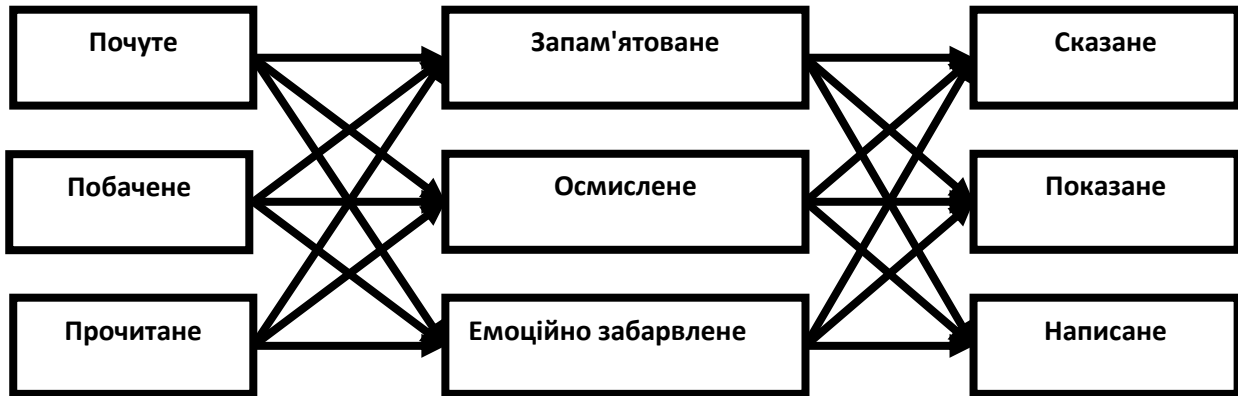 Почуте
Запам'ятоване
Сказане
Побачене
Осмислене
Показане
Прочитане
Емоційно забарвлене
Написане